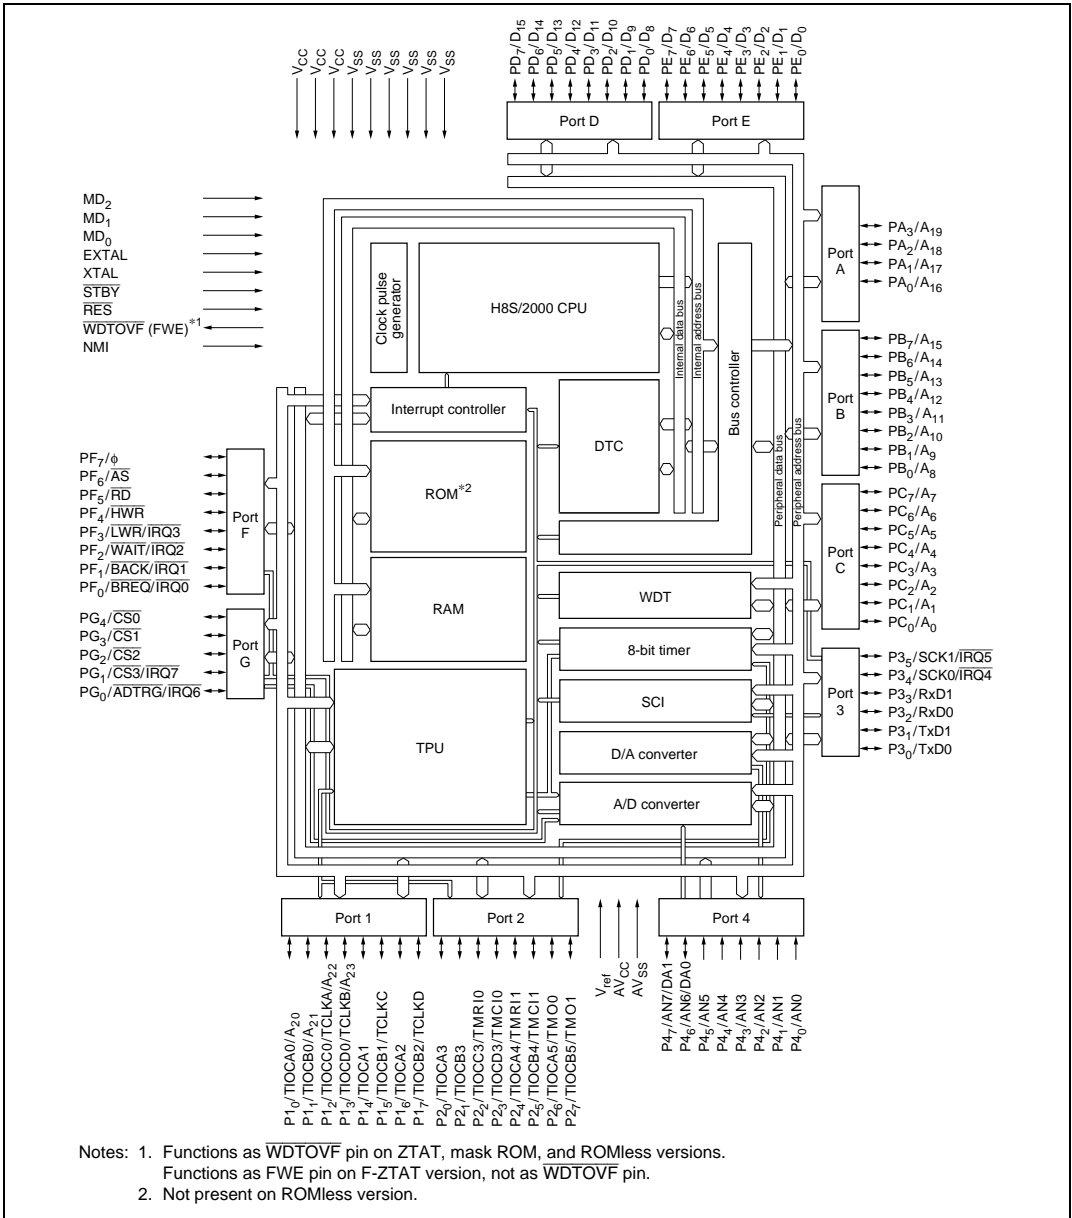 VCC
VCC
VCC
VSS
VSS
VSS
VSS
VSS
VSS
PD7/D15
PD6/D14
PD5/D13
PD4/D12
PD3/D11
PD2/D10
PD1/D9
PD0/D8
PE7/D7
PE6/D6
PE5/D5
PE4/D4
PE3/D3
PE2/D2
PE1/D1
PE0/D0
Port D
Port E
MD2
MD1
MD0
EXTAL
XTAL
STBY
RES
WDTOVF (FWE)*1
NMI
Clock pulse
generator
H8S/2000 CPU
Internal data bus
Internal address bus
Bus controller
Peripheral data bus
Peripheral address bus
Interrupt controller
DTC
ROM*2
RAM
TPU
WDT
8-bit timer
SCI
D/A converter
A/D converter
Port
A
PA3/A19
PA2/A18
PA1/A17
PA0/A16
Port
B
PB7/A15
PB6/A14
PB5/A13
PB4/A12
PB3/A11
PB2/A10
PB1/A9
PB0/A8
Port
C
PC7/A7
PC6/A6
PC5/A5
PC4/A4
PC3/A3
PC2/A2
PC1/A1
PC0/A0
Port
3
P35/SCK1/IRQ5
P34/SCK0/IRQ4
P33/RxD1
P32/RxD0
P31/TxD1
P30/TxD0
PF7/ϕ
PF6/AS
PF5/RD
PF4/HWR
PF3/LWR/IRQ3
PF2/WAIT/IRQ2
PF1/BACK/IRQ1
PF0/BREQ/IRQ0
Port
F
PG4/CS0
PG3/CS1
PG2/CS2
PG1/CS3/IRQ7
PG0/ADTRG/IRQ6
Port
G
Port 1
Port 2
Port 4
P10/TIOCA0/A20
P11/TIOCB0/A21
P12/TIOCC0/TCLKA/A22
P13/TIOCD0/TCLKB/A23
P14/TIOCA1
P15/TIOCB1/TCLKC
P16/TIOCA2
P17/TIOCB2/TCLKD
P20/TIOCA3
P21/TIOCB3
P22/TIOCC3/TMRI0
P23/TIOCD3/TMCI0
P24/TIOCA4/TMRI1
P25/TIOCB4/TMCI1
P26/TIOCA5/TMO0
P27/TIOCB5/TMO1
Vref
AVCC
AVSS
P47/AN7/DA1
P46/AN6/DA0
P45/AN5
P44/AN4
P43/AN3
P42/AN2
P41/AN1
P40/AN0
Notes: 1. Functions as WDTOVF pin on ZTAT, mask ROM, and ROMless versions.
Functions as FWE pin on F-ZTAT version, not as WDTOVF pin.
2. Not present on ROMless version.